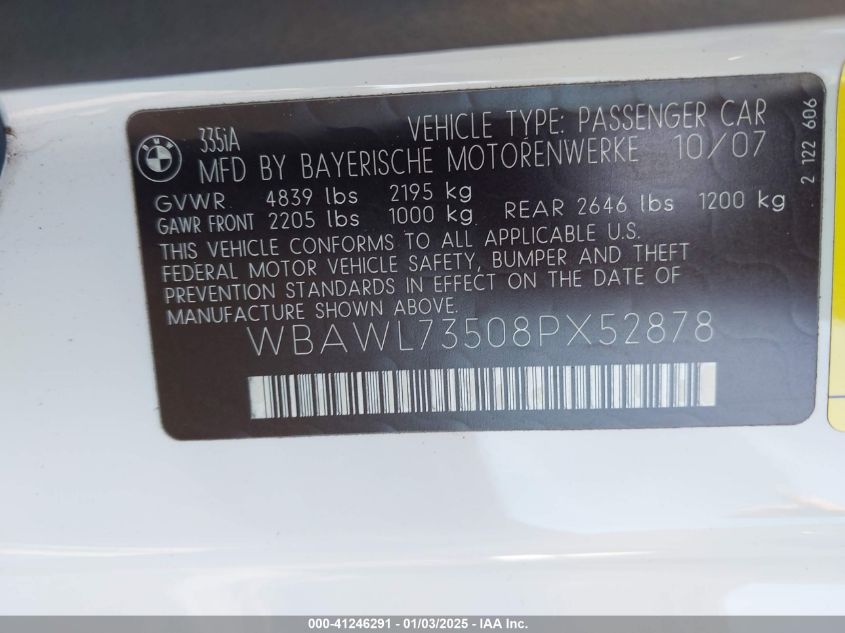 BMW
335iA VEHICLE TYPE: PASSENGER CAR
MFD BY BAYERISCHE MOTORENWERKE 10/07
GVWR 4839 lbs 2195 kg
GAWR FRONT 2205 lbs 1000 kg REAR 2646 lbs 1200 kg
THIS VEHICLE CONFORMS TO ALL APPLICABLE U.S.
FEDERAL MOTOR VEHICLE SAFETY, BUMPER AND THEFT
PREVENTION STANDARDS IN EFFECT ON THE DATE OF
MANUFACTURE SHOWN ABOVE.
WBAWL73508PX52878
2 122 606
000-41246291 - 01/03/2025 - IAA Inc.